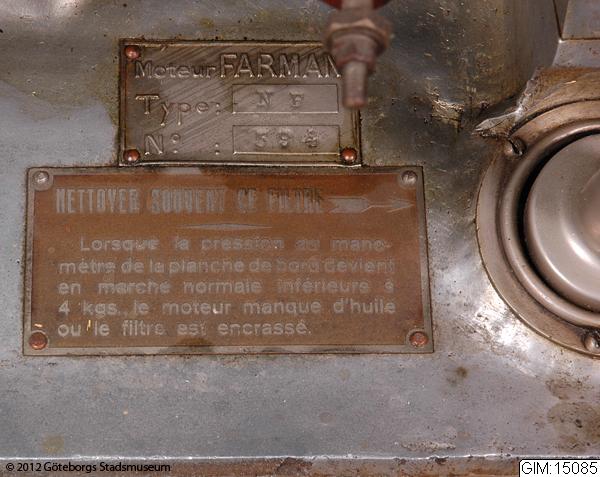 Moteur FARMAN
Type: N F
N°: 394
NETTOYER SOUVENT CE FILTRE
Lorsque la pression au mano-
mètre de la planche de bord devient
en marche normale inférieure à
4 kgs, le moteur manque d'huile
ou le filtre est encrassé.
© 2012 Göteborgs Stadsmuseum
GIM:15085